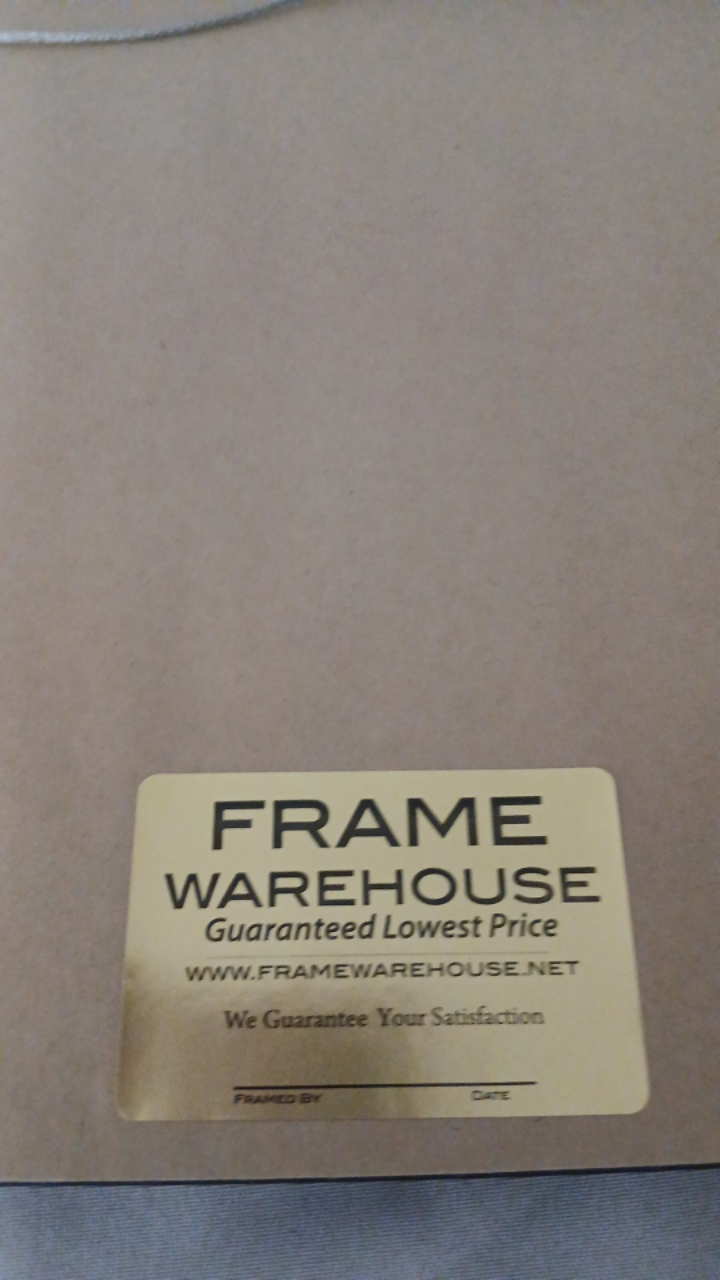 FRAME
WAREHOUSE
Guaranteed Lowest Price
WWW.FRAMEWAREHOUSE.NET
We Guarantee Your Satisfaction
FRAMED BY DATE